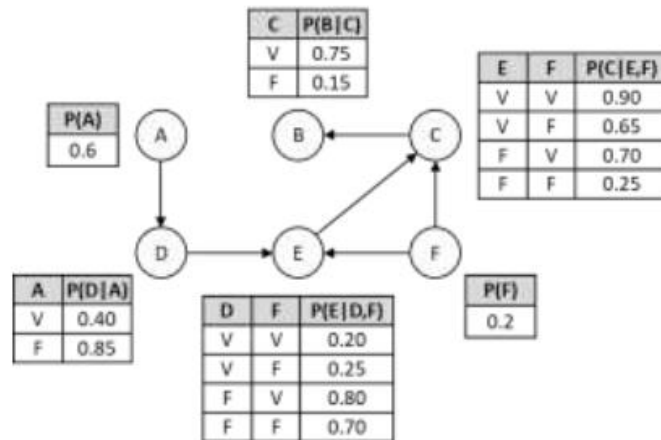 C P(B|C)
V 0.75
F 0.15
E F P(C|E,F)
V V 0.90
V F 0.65
F V 0.70
F F 0.25
P(A)
0.6
A
B
C
D
E
F
A P(D|A)
V 0.40
F 0.85
D F P(E|D,F)
V V 0.20
V F 0.25
F V 0.80
F F 0.70
P(F)
0.2